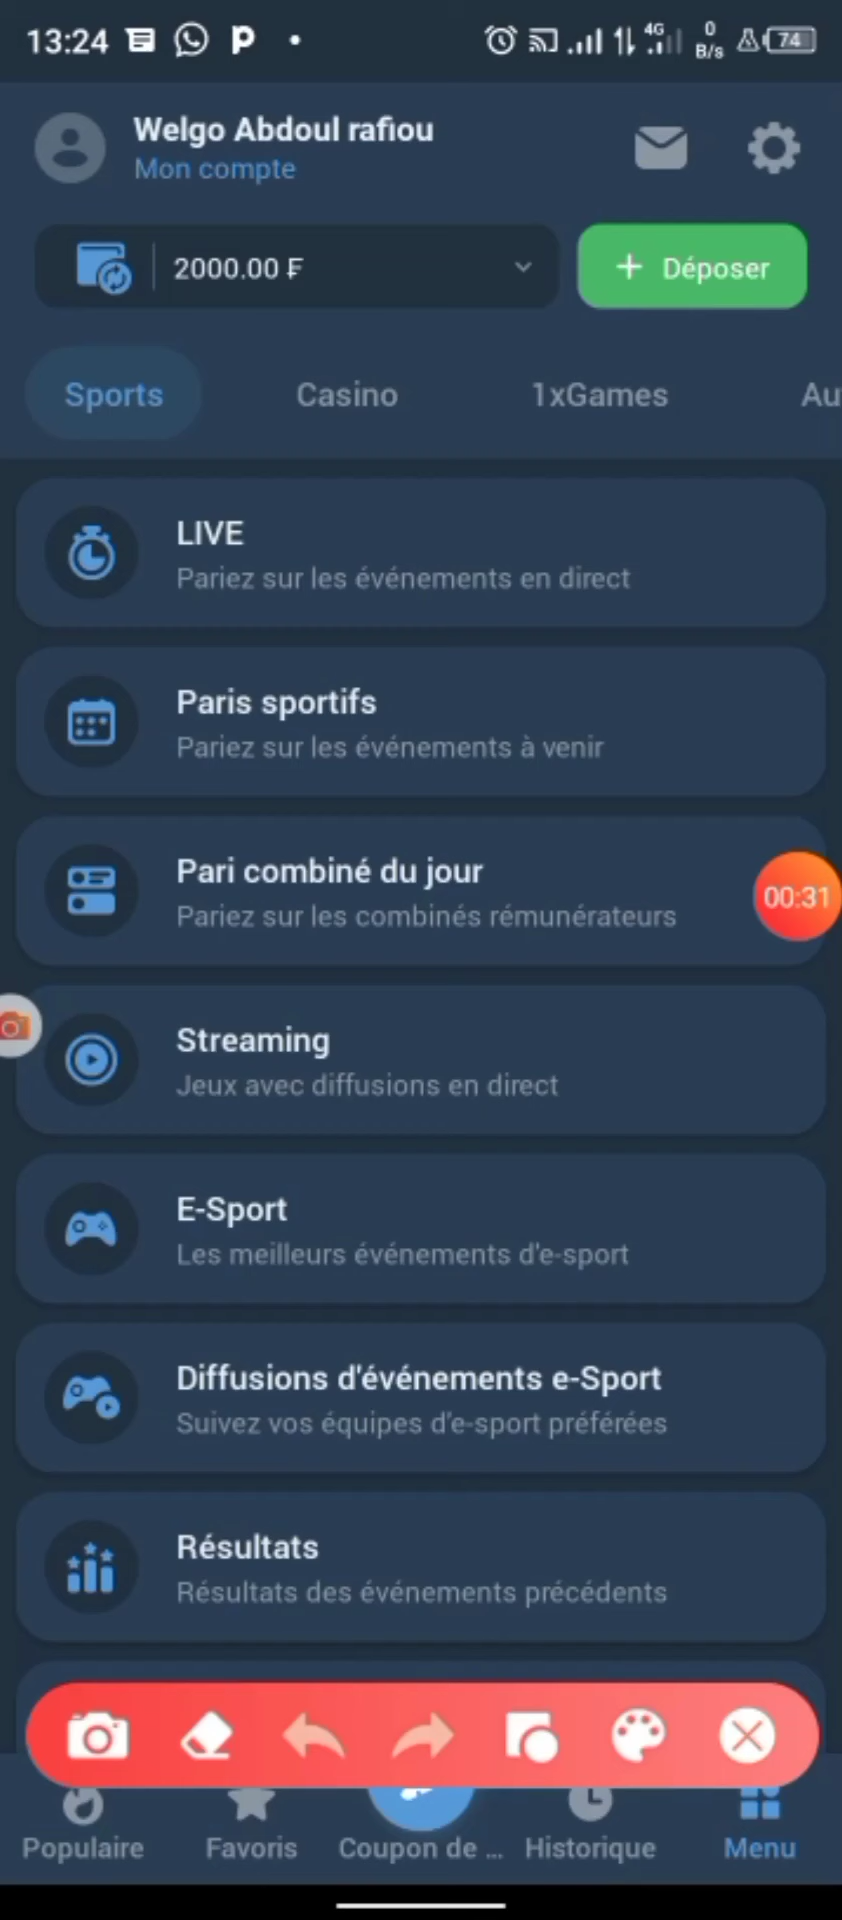 13:24
4G
0
B/s
74
Welgo Abdoul rafiou
Mon compte
2000.00 ₣
+ Déposer
Sports
Casino
1xGames
Au
LIVE
Pariez sur les événements en direct
Paris sportifs
Pariez sur les événements à venir
Pari combiné du jour
Pariez sur les combinés rémunérateurs
00:31
Streaming
Jeux avec diffusions en direct
E-Sport
Les meilleurs événements d'e-sport
Diffusions d'événements e-Sport
Suivez vos équipes d'e-sport préférées
Résultats
Résultats des événements précédents
Populaire
Favoris
Coupon de ...
Historique
Menu